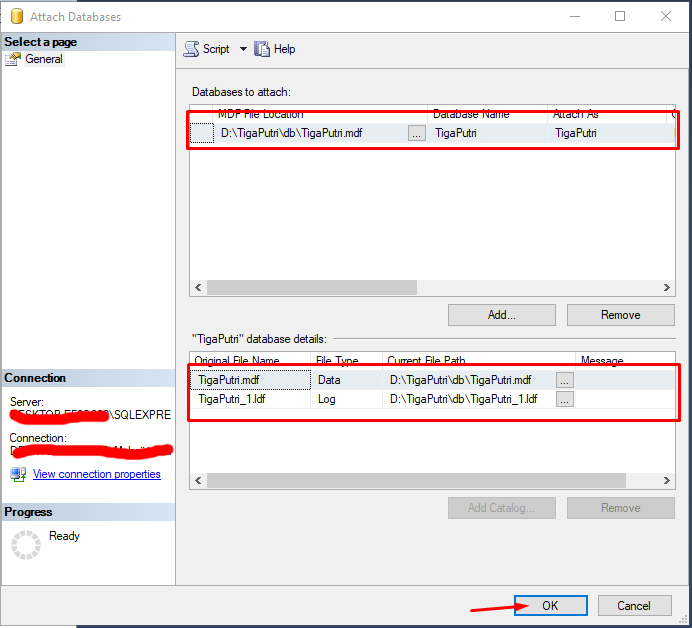 Attach Databases
Select a page
General
Script
Help
Databases to attach:
MDF File Location Database Name Attach As
D:\TigaPutri\db\TigaPutri.mdf ... TigaPutri TigaPutri
Add... Remove
"TigaPutri" database details:
Original File Name File Type Current File Path Message
TigaPutri.mdf Data D:\TigaPutri\db\TigaPutri.mdf ...
TigaPutri_1.ldf Log D:\TigaPutri\db\TigaPutri_1.ldf ...
Add Catalog... Remove
Connection
Server:
\SQLEXPRE
Connection:
View connection properties
Progress
Ready
OK Cancel